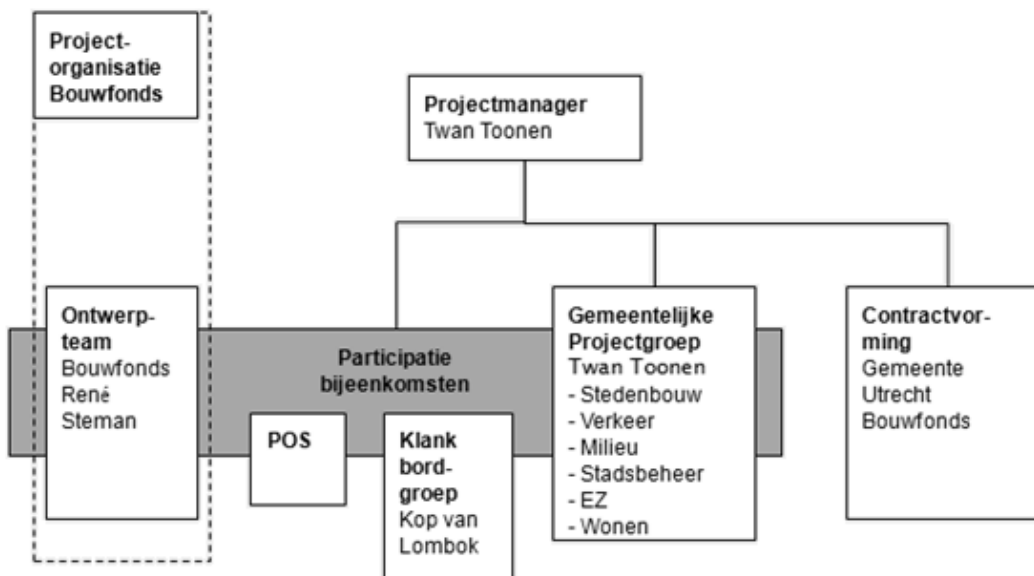 Project-
organisatie
Bouwfonds
Projectmanager
Twan Toonen
Ontwerp-
team
Bouwfonds
René
Steman
Participatie
bijeenkomsten
POS
Klank
bord-
groep
Kop van
Lombok
Gemeentelijke
Projectgroep
Twan Toonen
- Stedenbouw
- Verkeer
- Milieu
- Stadsbeheer
- EZ
- Wonen
Contractvor-
ming
Gemeente
Utrecht
Bouwfonds